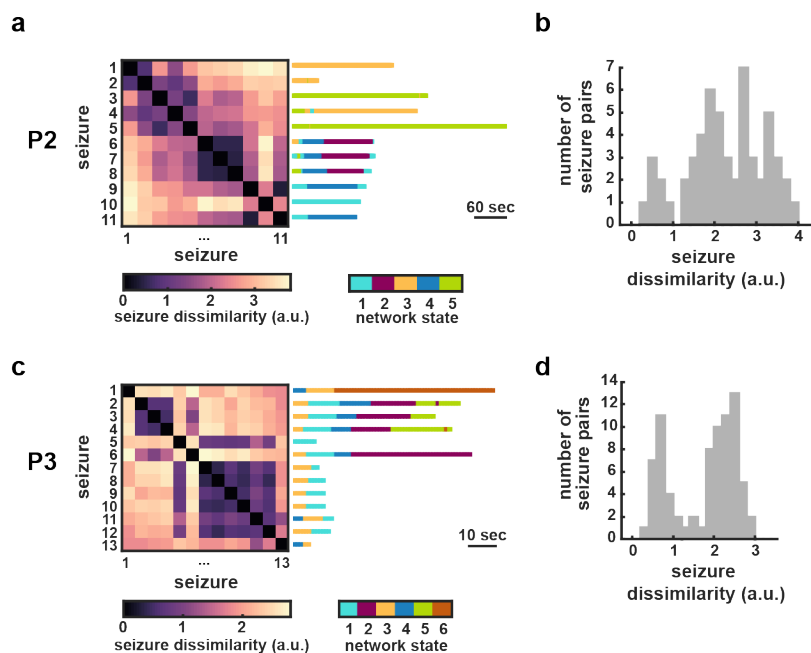 a
P2
seizure
1
2
3
4
5
6
7
8
9
10
11
1 ... 11
seizure
60 sec
0 1 2 3
seizure dissimilarity (a.u.)
1 2 3 4 5
network state
b
number of
seizure pairs
7
6
5
4
3
2
1
0
0 1 2 3 4
seizure
dissimilarity (a.u.)
c
P3
seizure
1
2
3
4
5
6
7
8
9
10
11
12
13
1 ... 13
seizure
10 sec
0 1 2
seizure dissimilarity (a.u.)
1 2 3 4 5 6
network state
d
number of
seizure pairs
14
12
10
8
6
4
2
0
0 1 2 3
seizure
dissimilarity (a.u.)